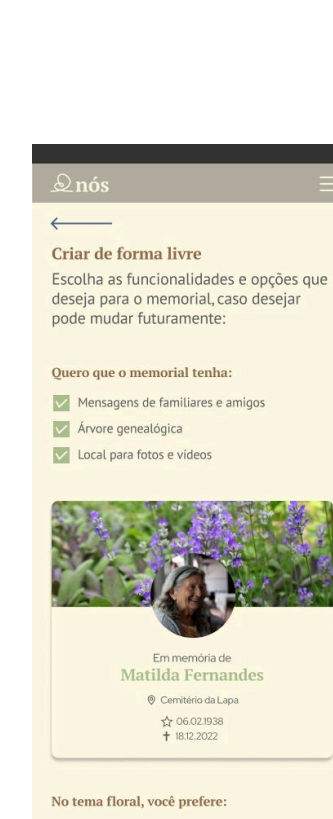 nós
Criar de forma livre
Escolha as funcionalidades e opções que
deseja para o memorial, caso desejar
pode mudar futuramente:
Quero que o memorial tenha:
Mensagens de familiares e amigos
Árvore genealógica
Local para fotos e vídeos
Em memória de
Matilda Fernandes
Cemitério da Lapa
06.02.1938
18.12.2022
No tema floral, você prefere: